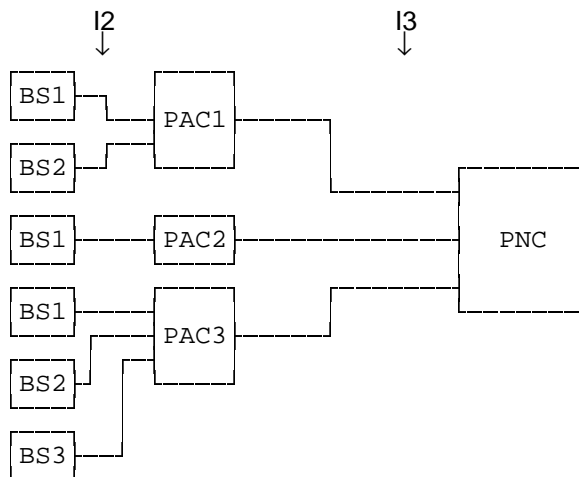 I2 I3
BS1 PAC1
BS2
BS1 PAC2 PNC
BS1
PAC3
BS2
BS3